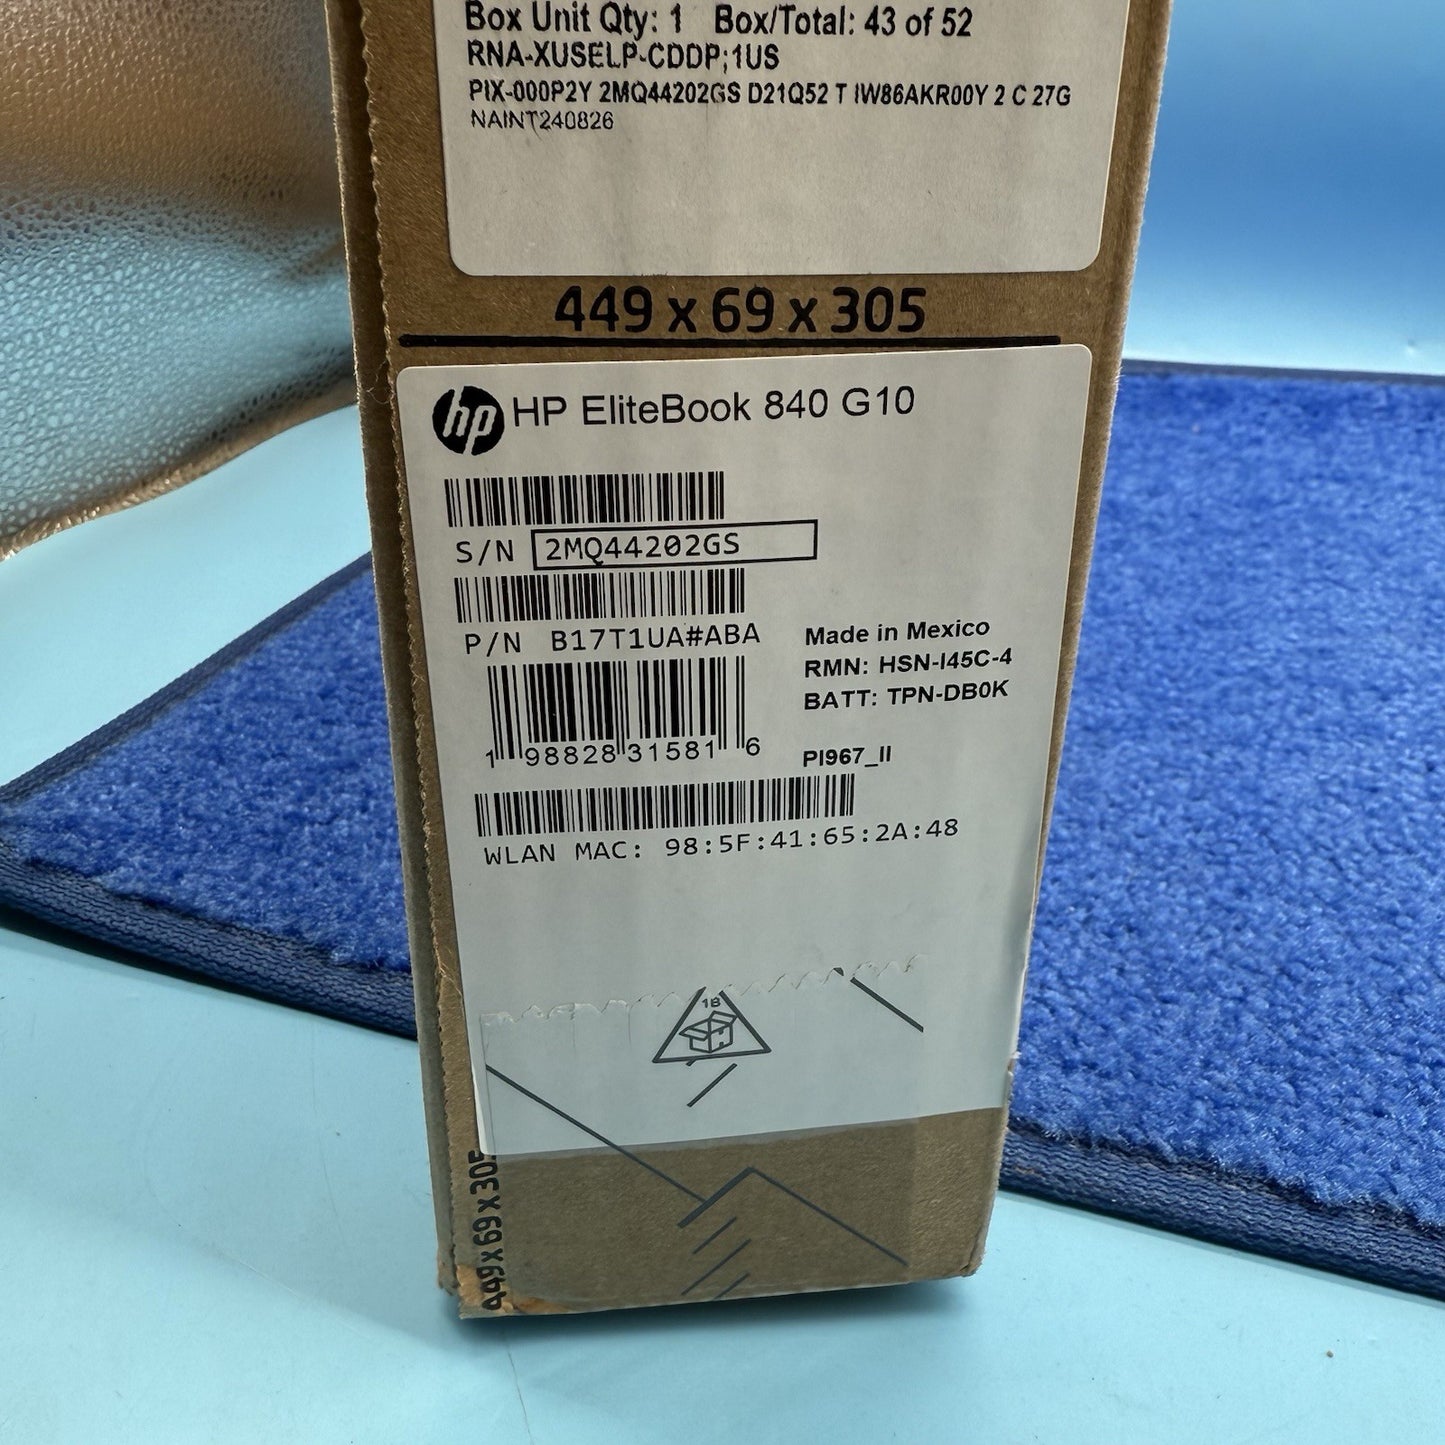 Box Unit Qty: 1 Box/Total: 43 of 52
RNA-XUSELP-CDDP;1US
PIX-000P2Y 2MQ44202GS D21Q52 T IW86AKR00Y 2 C 27G
NAINT240826
449 x 69 x 305
hp HP EliteBook 840 G10
S/N 2MQ44202GS
P/N B17T1UA#ABA
Made in Mexico
RMN: HSN-I45C-4
BATT: TPN-DB0K
1 98828 31581 6
PI967_II
WLAN MAC: 98:5F:41:65:2A:48
1B
449 x 69 x 305